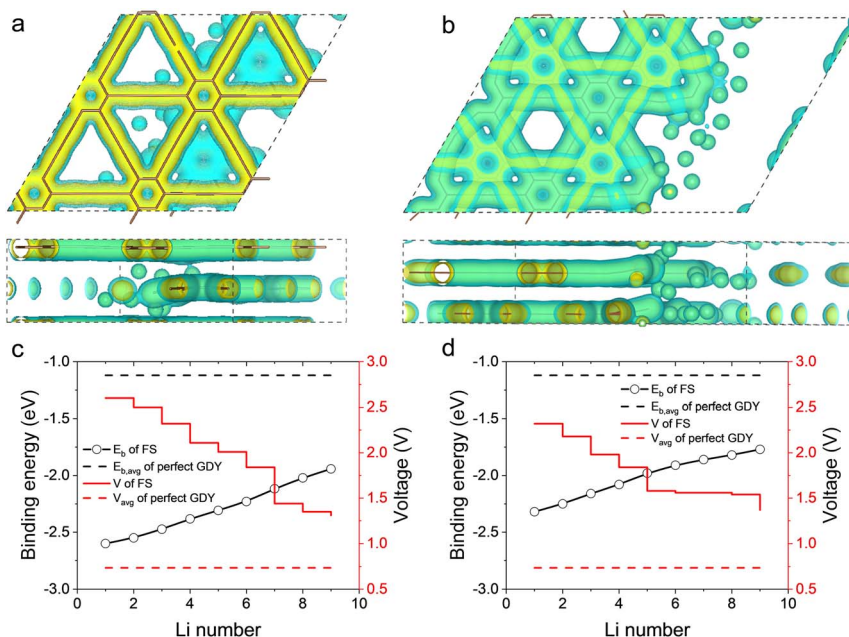 a
b
c
d
-1.0
-1.5
-2.0
-2.5
-3.0
Binding energy (eV)
0 2 4 6 8 10
Li number
3.0
2.5
2.0
1.5
1.0
0.5
Voltage (V)
E_b of FS
E_b,avg of perfect GDY
V of FS
V_avg of perfect GDY
-1.0
-1.5
-2.0
-2.5
-3.0
Binding energy (eV)
0 2 4 6 8 10
Li number
3.0
2.5
2.0
1.5
1.0
0.5
Voltage (V)
E_b of FS
E_b,avg of perfect GDY
V of FS
V_avg of perfect GDY